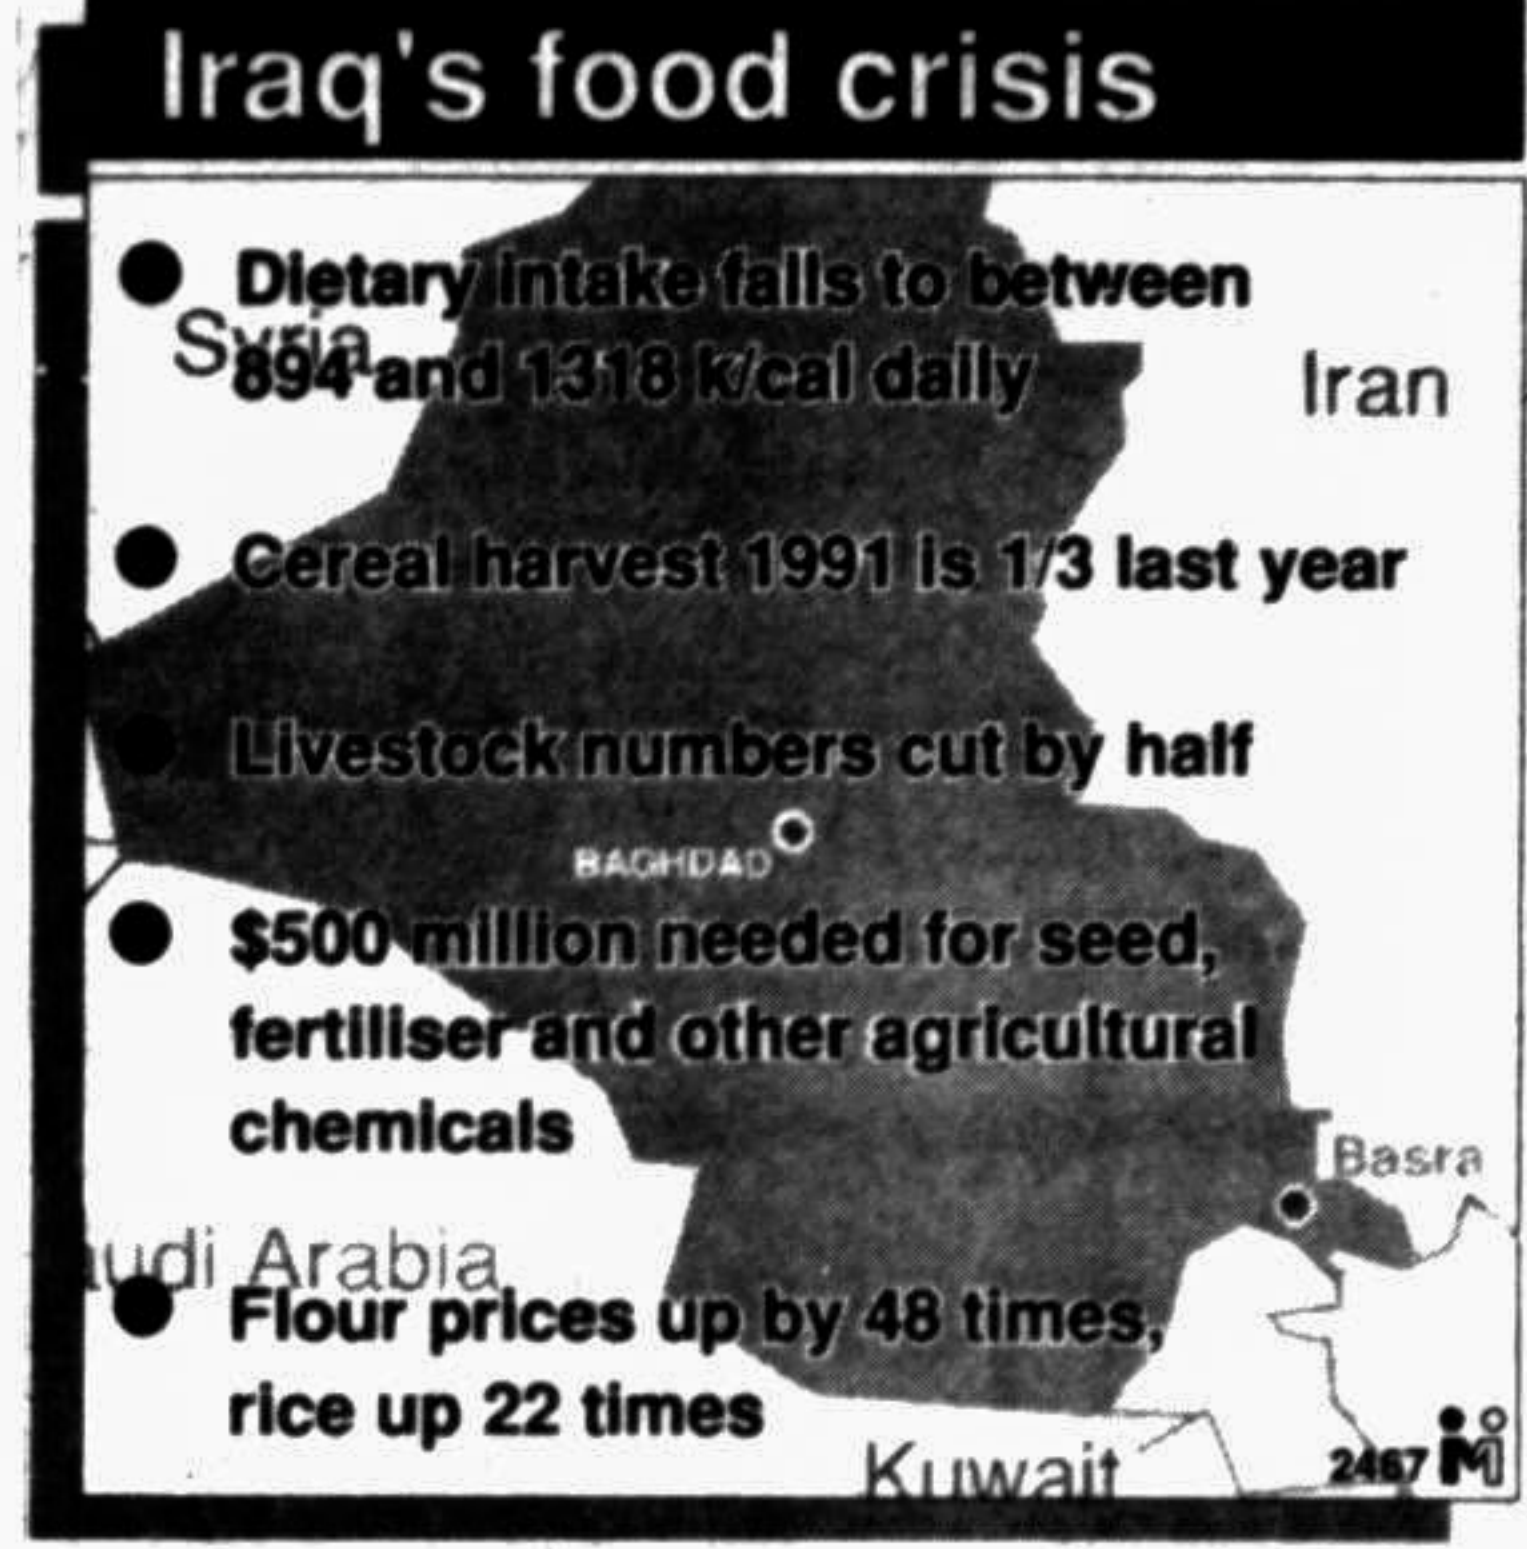 Iraq's food crisis
● Dietary intake falls to between
894 and 1318 k/cal daily
Syria
Iran
● Cereal harvest 1991 is 1/3 last year
● Livestock numbers cut by half
BAGHDAD
● $500 million needed for seed,
fertiliser and other agricultural
chemicals
Basra
audi Arabia
● Flour prices up by 48 times,
rice up 22 times
Kuwait
2467